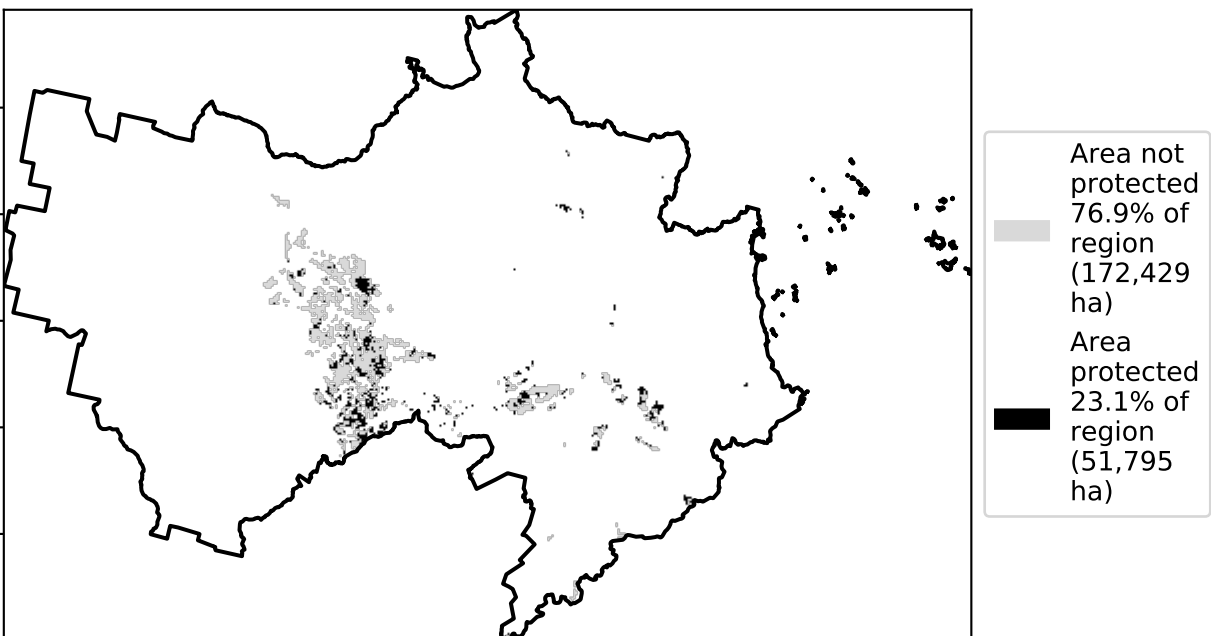 Area not
protected
76.9% of
region
(172,429
ha)
Area
protected
23.1% of
region
(51,795
ha)